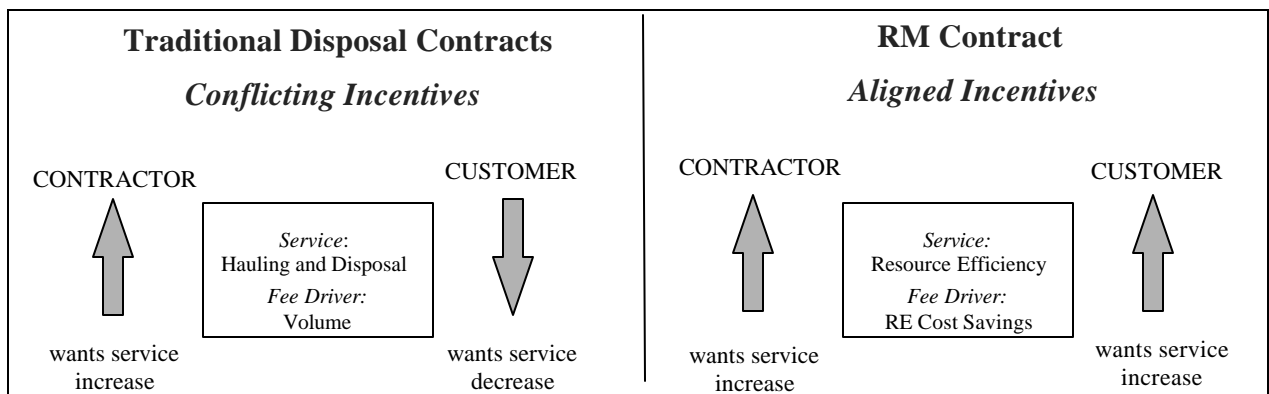 Traditional Disposal Contracts
Conflicting Incentives
CONTRACTOR
CUSTOMER
Service:
Hauling and Disposal
Fee Driver:
Volume
wants service
increase
wants service
decrease
RM Contract
Aligned Incentives
CONTRACTOR
CUSTOMER
Service:
Resource Efficiency
Fee Driver:
RE Cost Savings
wants service
increase
wants service
increase